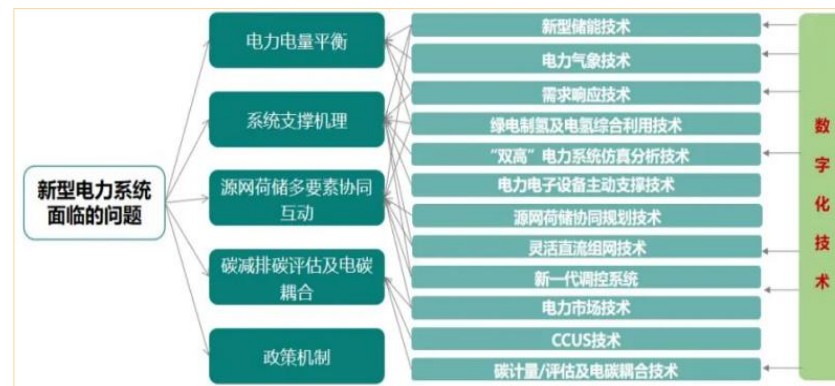 新型电力系统
面临的问题
电力电量平衡
系统支撑机理
源网荷储多要素协同
互动
碳减排碳评估及电碳
耦合
政策机制
新型储能技术
电力气象技术
需求响应技术
绿电制氢及电氢综合利用技术
“双高”电力系统仿真分析技术
电力电子设备主动支撑技术
源网荷储协同规划技术
灵活直流组网技术
新一代调控系统
电力市场技术
CCUS技术
碳计量/评估及电碳耦合技术
数
字
化
技
术